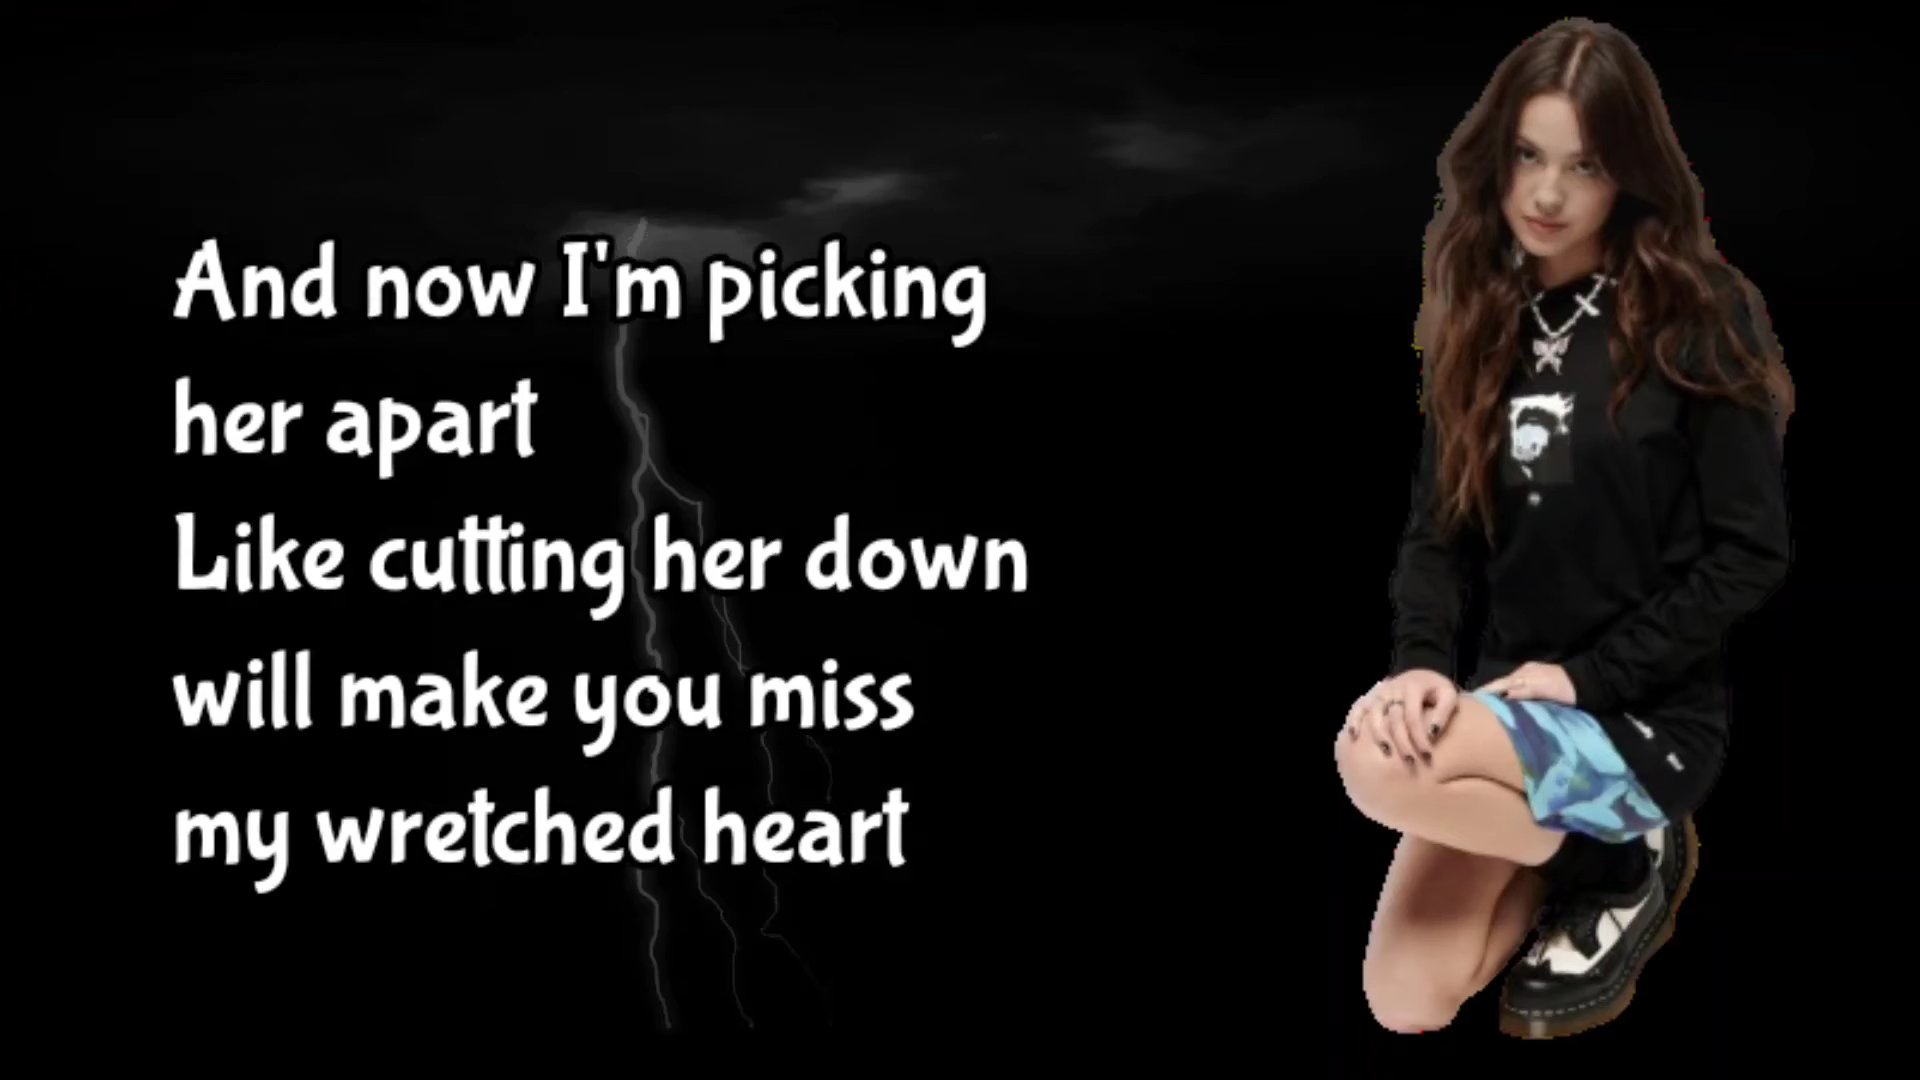 And now I'm picking
her apart
Like cutting her down
will make you miss
my wretched heart